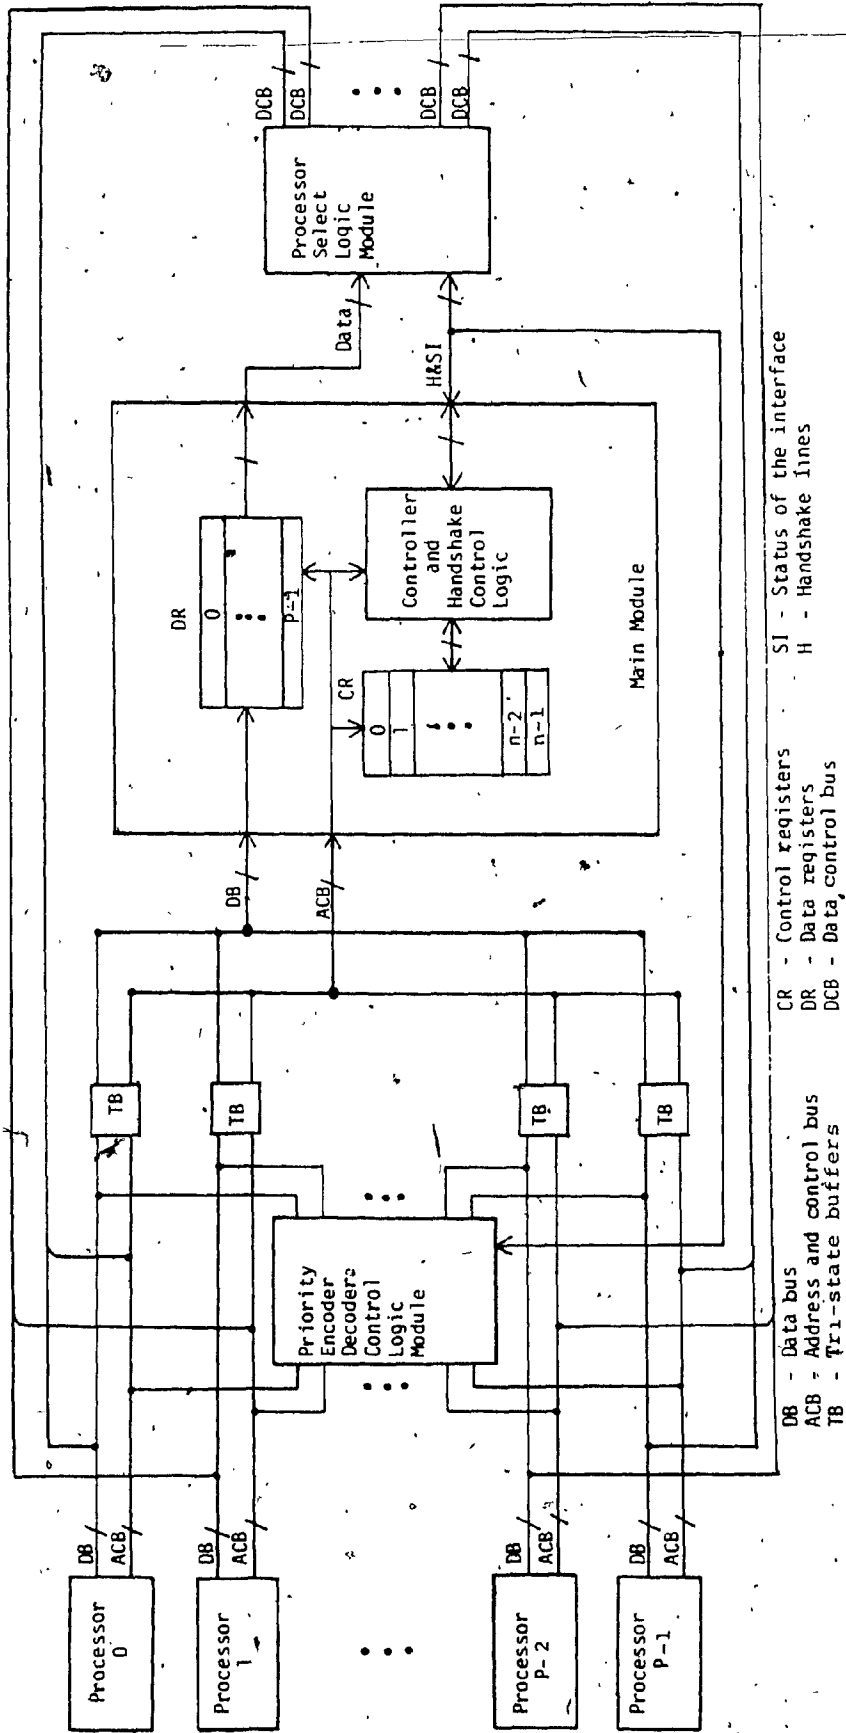 Processor
0
Processor
1
Processor
P-2
Processor
P-1
DB
ACB
DB
ACB
DB
ACB
DB
ACB
Priority
Encoder
Decoder
Control
Logic
Module
TB
TB
TB
TB
DB
ACB
DR
0
P-1
CR
0
1
n-2
n-1
Controller
and
Handshake
Control
Logic
Main Module
Data
H&SI
Processor
Select
Logic
Module
DCB
DCB
DCB
DCB
DB - Data bus
ACB - Address and control bus
TB - Tri-state buffers
CR - Control registers
DR - Data registers
DCB - Data control bus
SI - Status of the interface
H - Handshake lines